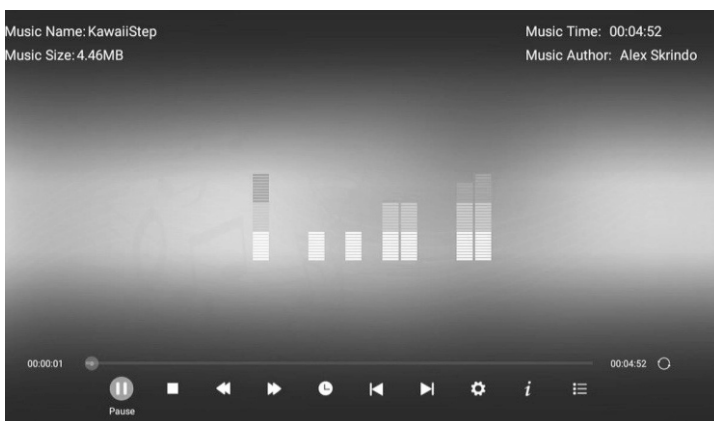 Music Name: KawaiiStep
Music Size: 4.46MB
Music Time: 00:04:52
Music Author: Alex Skrindo
00:00:01
00:04:52
Pause